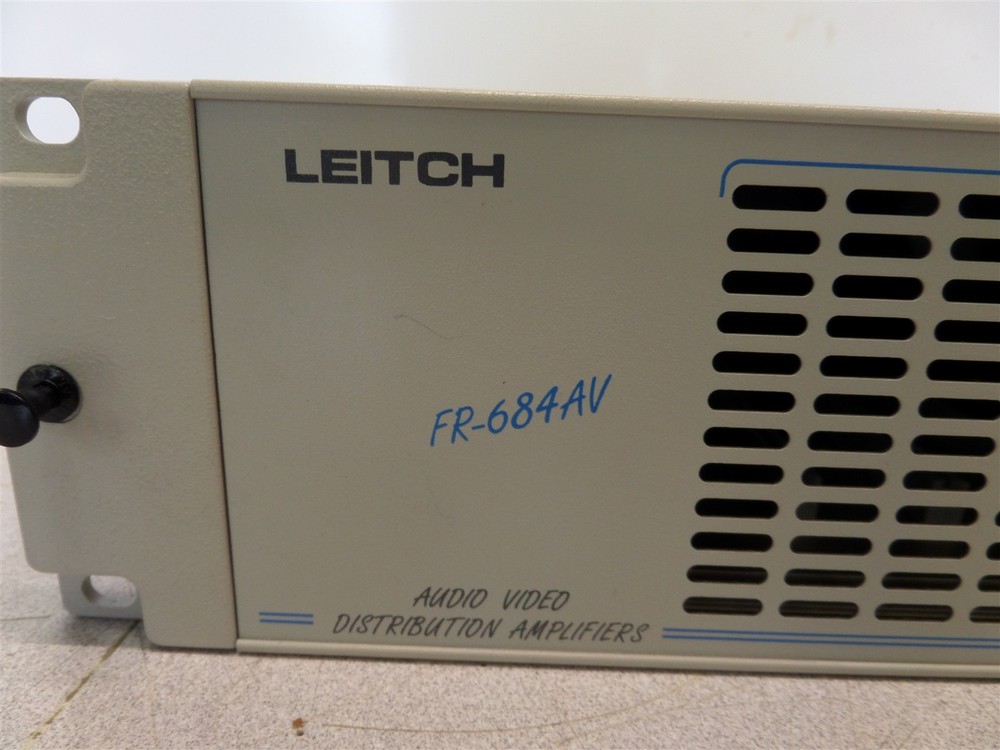 LEITCH
FR-684AV
AUDIO VIDEO
DISTRIBUTION AMPLIFIERS